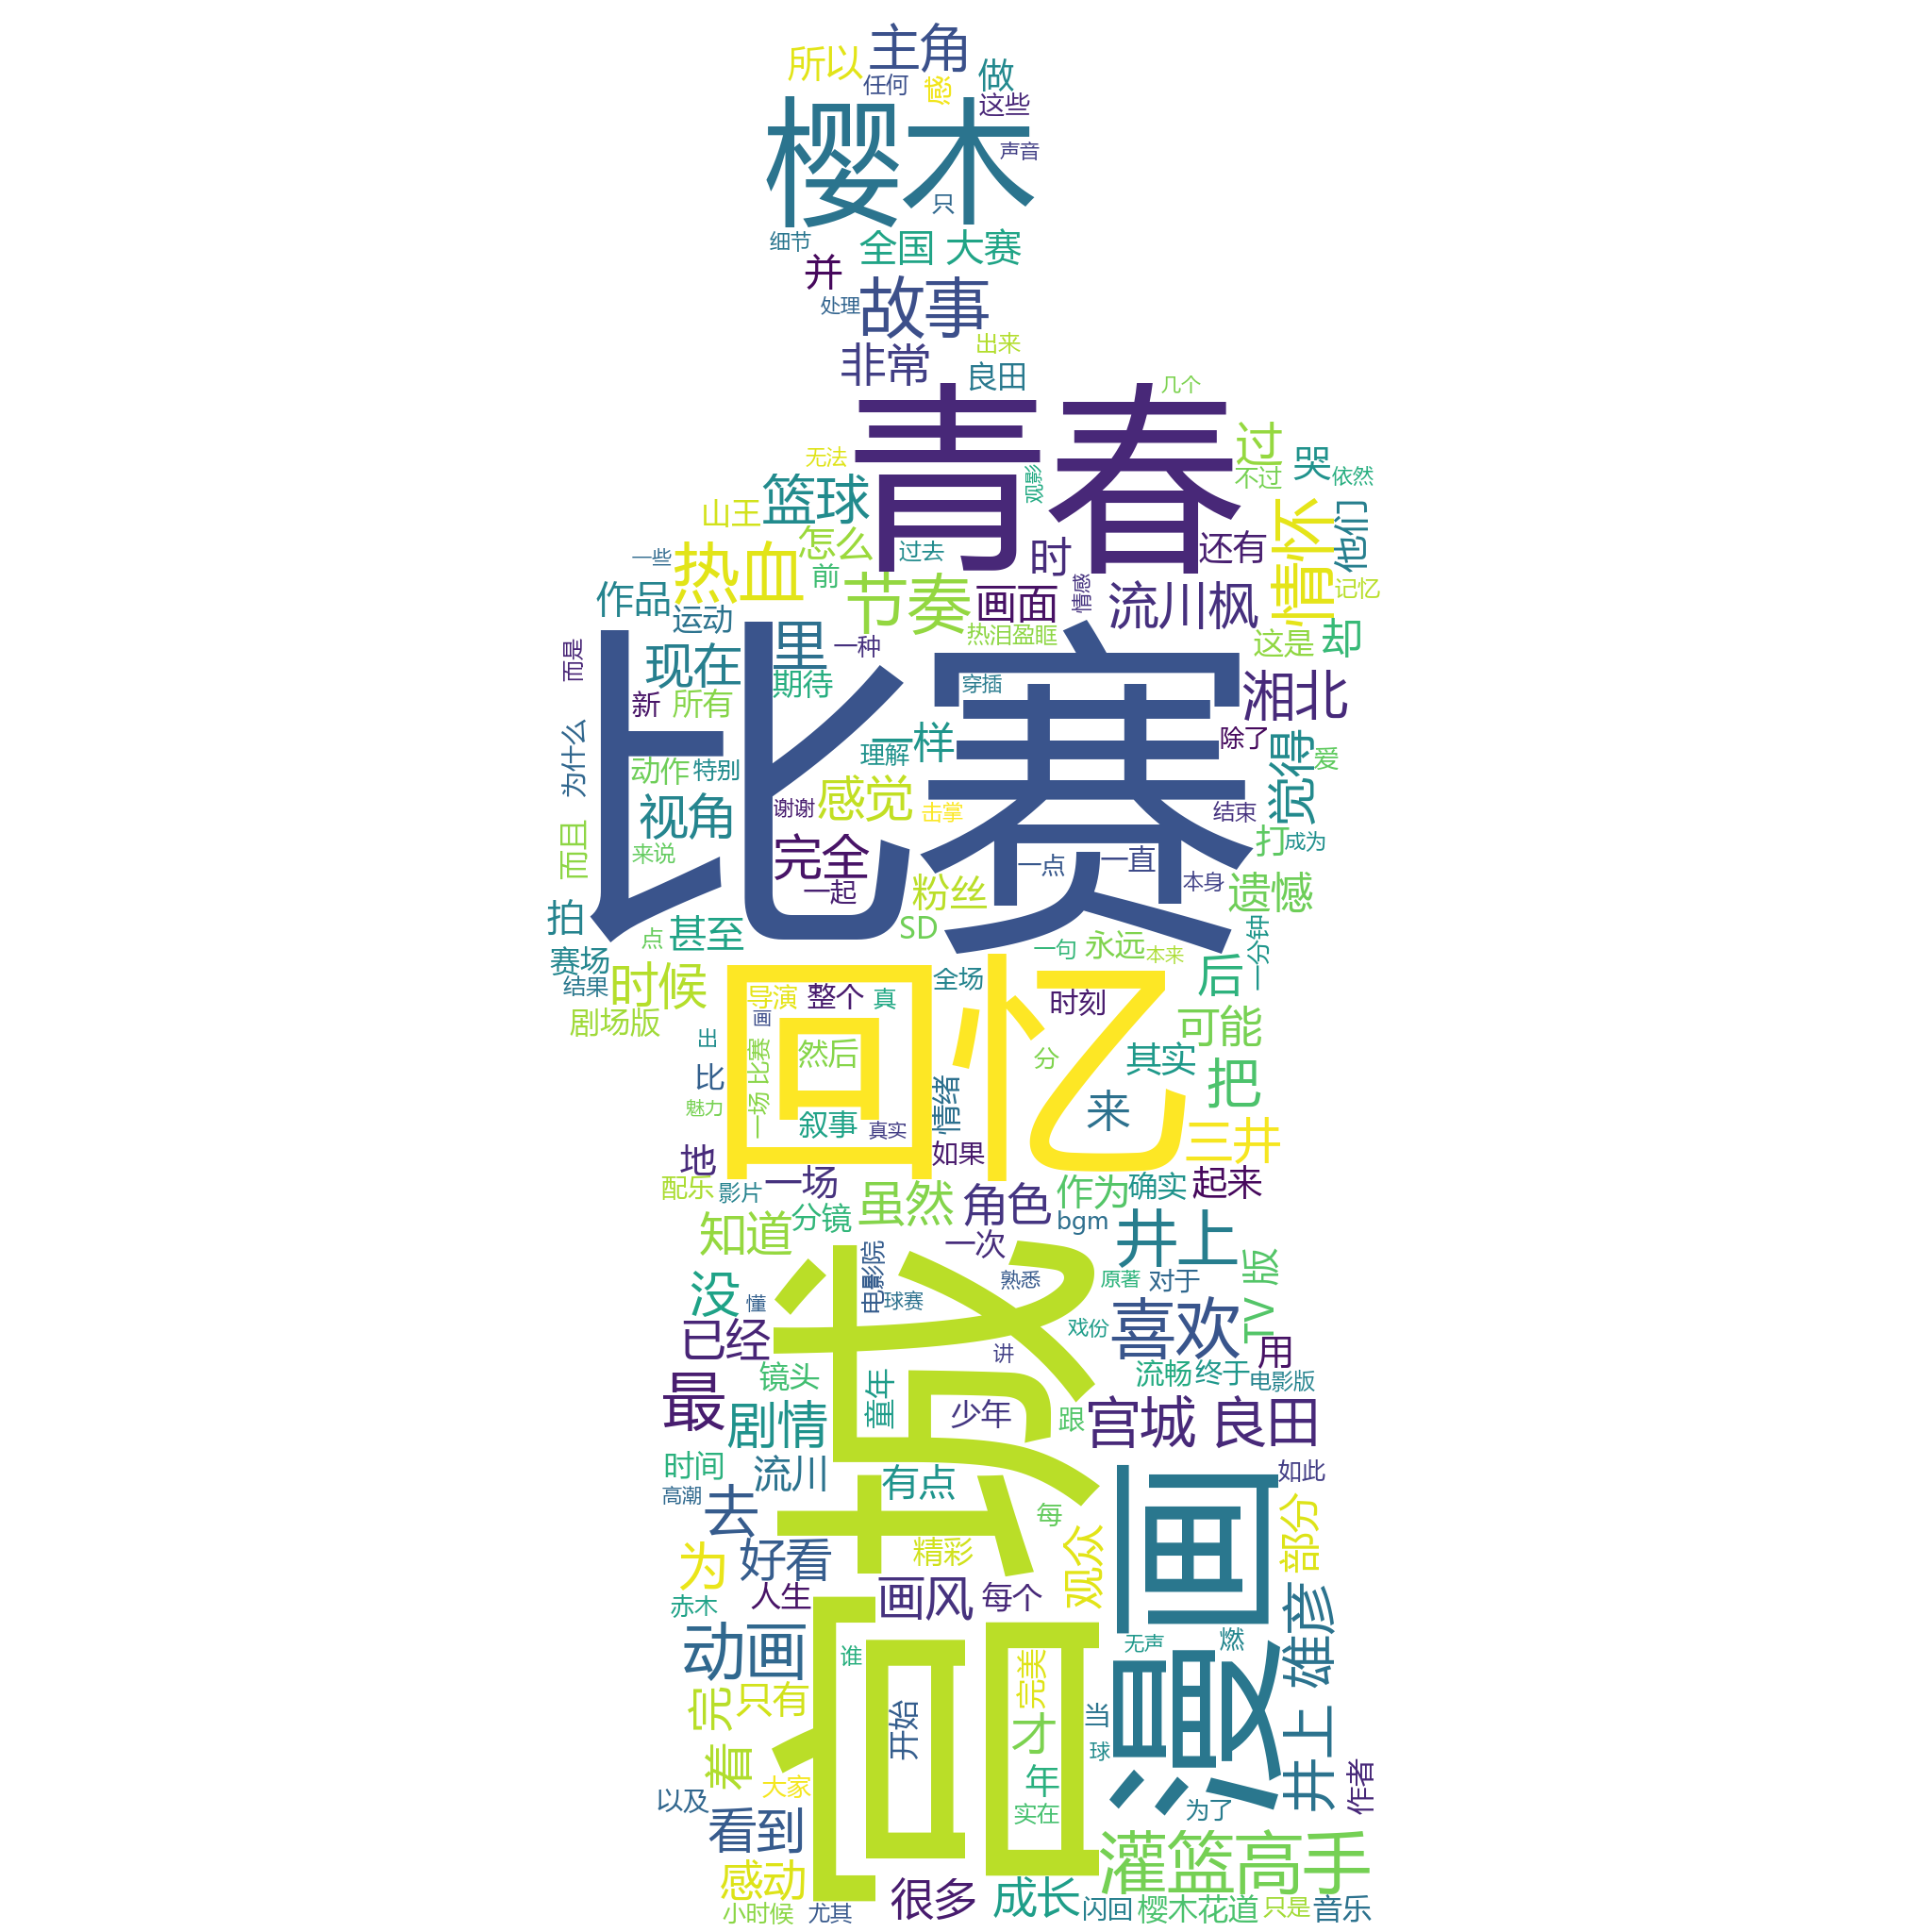 主角
所以
任何
感
做
这些
樱木
声音
只
细节
全国 大赛
并
处理
故事
出来
非常
良田
青春
几个
过
哭
不过
依然
无法
观影
篮球
山王
怎么
过去
时
还有
情怀
他们
一些
热血
前
节奏
画面
情感
流川枫
记忆
作品
运动
热泪盈眶
这是
却
里
一种
而是
现在
期待
比赛
穿插
湘北
新
所有
一样
理解
除了
觉得
爱
为什么
动作
特别
视角
谢谢
感觉
击掌
结束
打
成为
而且
来说
完全
一点
一直
一起
粉丝
本身
遗憾
拍
点
甚至
SD
一句
永远
本来
一分钟
赛场
结果
时候
回忆
全场
后
导演
整个
真
时刻
剧场版
画
可能
出
一场 比赛
然后
分
其实
比
情绪
来
把
魅力
叙事
真实
三井
地
如果
配乐
影片
一场
虽然
角色
作为
确实
起来
知道
分镜
bgm
井上
一次
电影院
TV 版
没
懂
球赛
熟悉
原著
对于
已经
戏份
喜欢
讲
用
镜头
流畅
终于
电影版
最
童年
少年
跟
宫城 良田
剧情
宫城
时间
流川
有点
如此
高潮
去
每
漫画
部分
为
好看
精彩
观众
人生
画风
每个
赤木
井上 雄彦
动画
谁
无声
燃
完
只有
完美
开始
才
当
球
着
大家
年
作者
以及
实在
为了
看到
灌篮高手
感动
很多
成长
小时候
尤其
闪回
樱木花道
只是
音乐